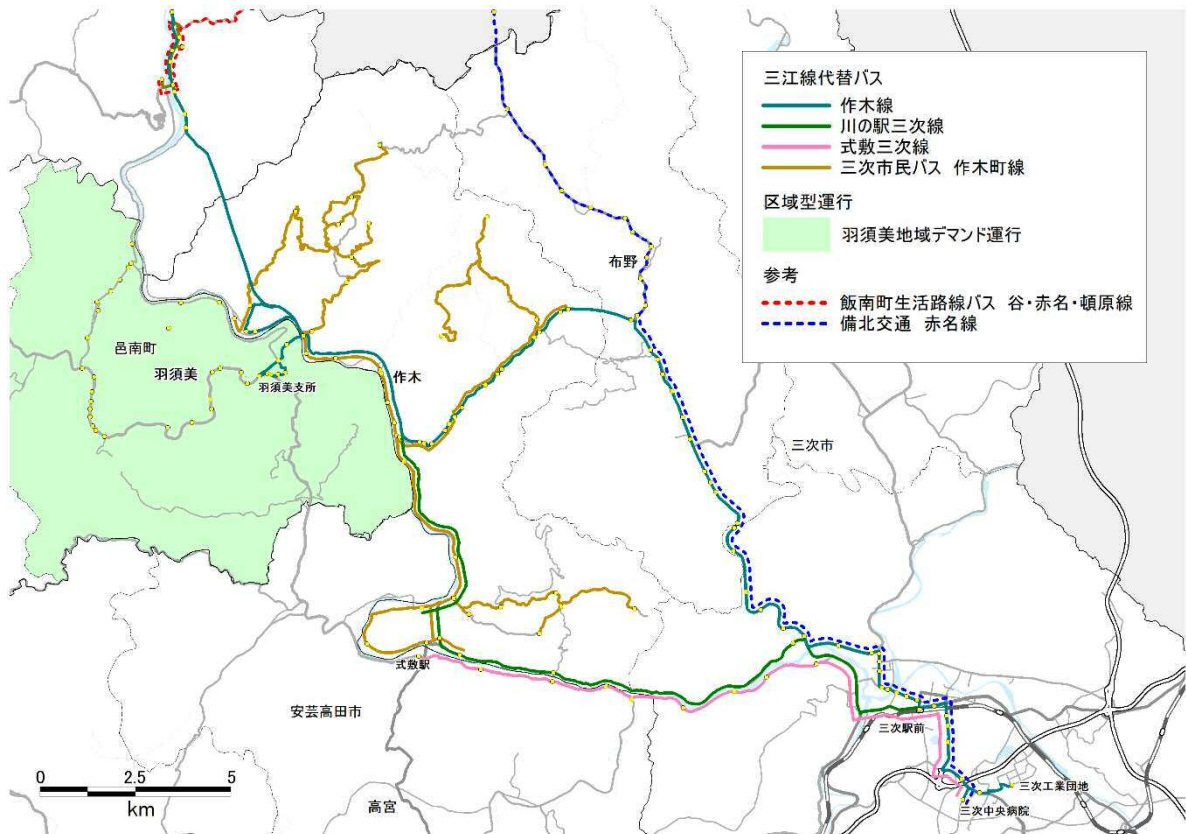 三江線代替バス
作木線
川の駅三次線
式敷三次線
三次市民バス 作木町線
区域型運行
羽須美地域デマンド運行
参考
飯南町生活路線バス 谷・赤名・頓原線
備北交通 赤名線
布野
邑南町
羽須美
羽須美支所
作木
三次市
式敷駅
安芸高田市
三次駅前
高宮
三次工業団地
三次中央病院
0 2.5 5
km